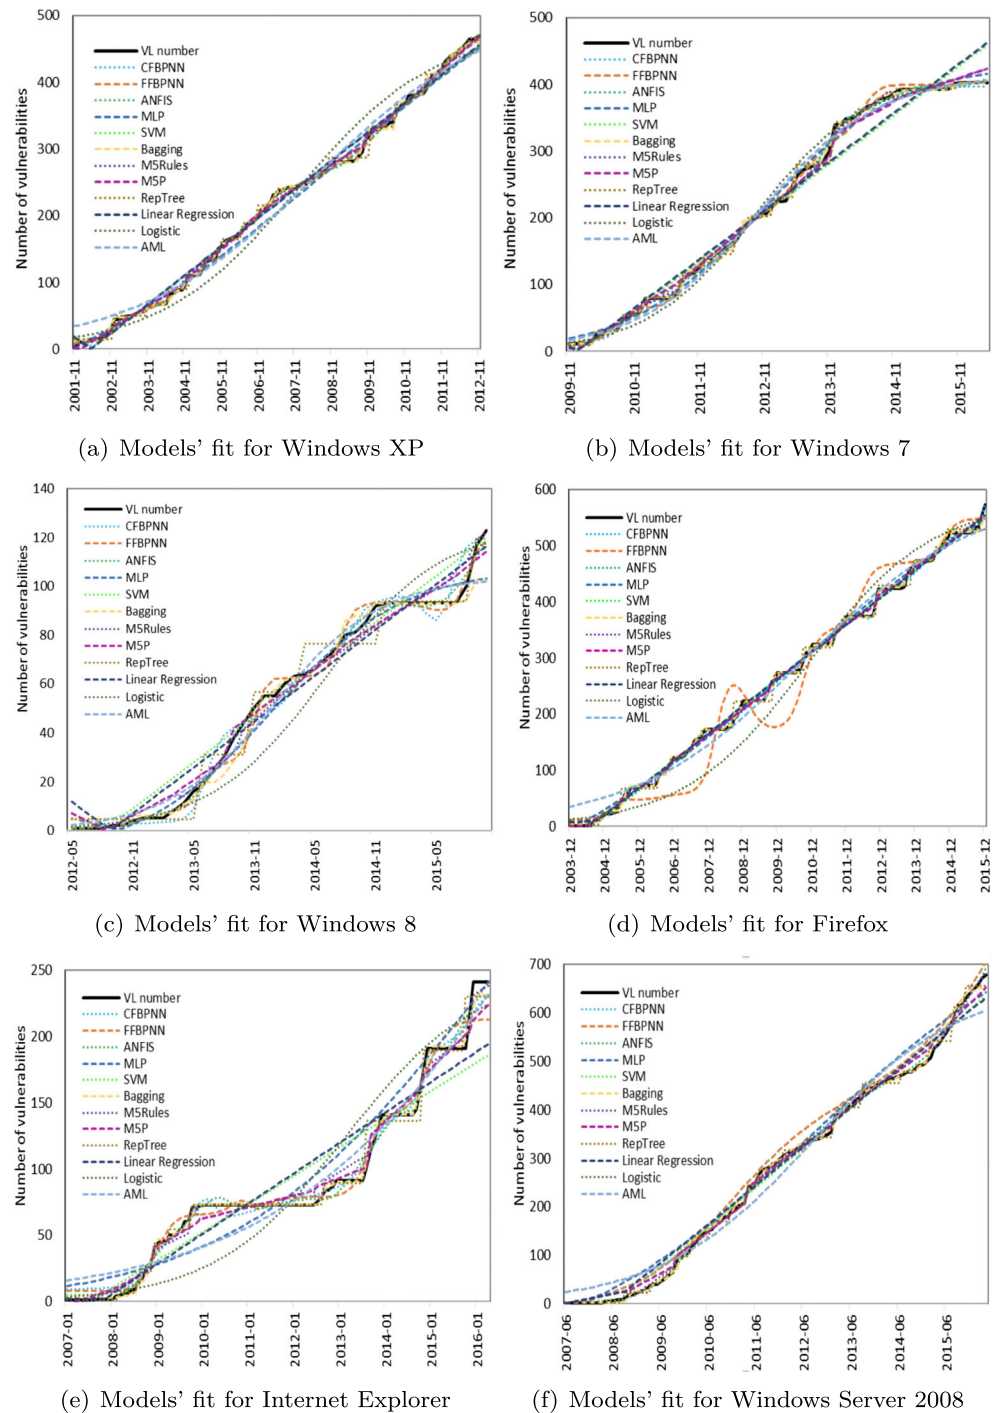 500
400
300
200
100
0
Number of vulnerabilities
VL number
CFBPNN
FFBPNN
ANFIS
MLP
SVM
Bagging
M5Rules
M5P
RepTree
Linear Regression
Logistic
AML
2001-11
2002-11
2003-11
2004-11
2005-11
2006-11
2007-11
2008-11
2009-11
2010-11
2011-11
2012-11
(a) Models' fit for Windows XP
500
400
300
200
100
0
Number of vulnerabilities
VL number
CFBPNN
FFBPNN
ANFIS
MLP
SVM
Bagging
M5Rules
M5P
RepTree
Linear Regression
Logistic
AML
2009-11
2010-11
2011-11
2012-11
2013-11
2014-11
2015-11
(b) Models' fit for Windows 7
140
120
100
80
60
40
20
0
Number of vulnerabilities
VL number
CFBPNN
FFBPNN
ANFIS
MLP
SVM
Bagging
M5Rules
M5P
RepTree
Linear Regression
Logistic
AML
2012-05
2012-11
2013-05
2013-11
2014-05
2014-11
2015-05
(c) Models' fit for Windows 8
600
500
400
300
200
100
0
Number of vulnerabilities
VL number
CFBPNN
FFBPNN
ANFIS
MLP
SVM
Bagging
M5Rules
M5P
RepTree
Linear Regression
Logistic
AML
2003-12
2004-12
2005-12
2006-12
2007-12
2008-12
2009-12
2010-12
2011-12
2012-12
2013-12
2014-12
2015-12
(d) Models' fit for Firefox
250
200
150
100
50
0
Number of vulnerabilities
VL number
CFBPNN
FFBPNN
ANFIS
MLP
SVM
Bagging
M5Rules
M5P
RepTree
Linear Regression
Logistic
AML
2007-01
2008-01
2009-01
2010-01
2011-01
2012-01
2013-01
2014-01
2015-01
2016-01
(e) Models' fit for Internet Explorer
700
600
500
400
300
200
100
0
Number of vulnerabilities
VL number
CFBPNN
FFBPNN
ANFIS
MLP
SVM
Bagging
M5Rules
M5P
RepTree
Linear Regression
Logistic
AML
2007-06
2008-06
2009-06
2010-06
2011-06
2012-06
2013-06
2014-06
2015-06
(f) Models' fit for Windows Server 2008